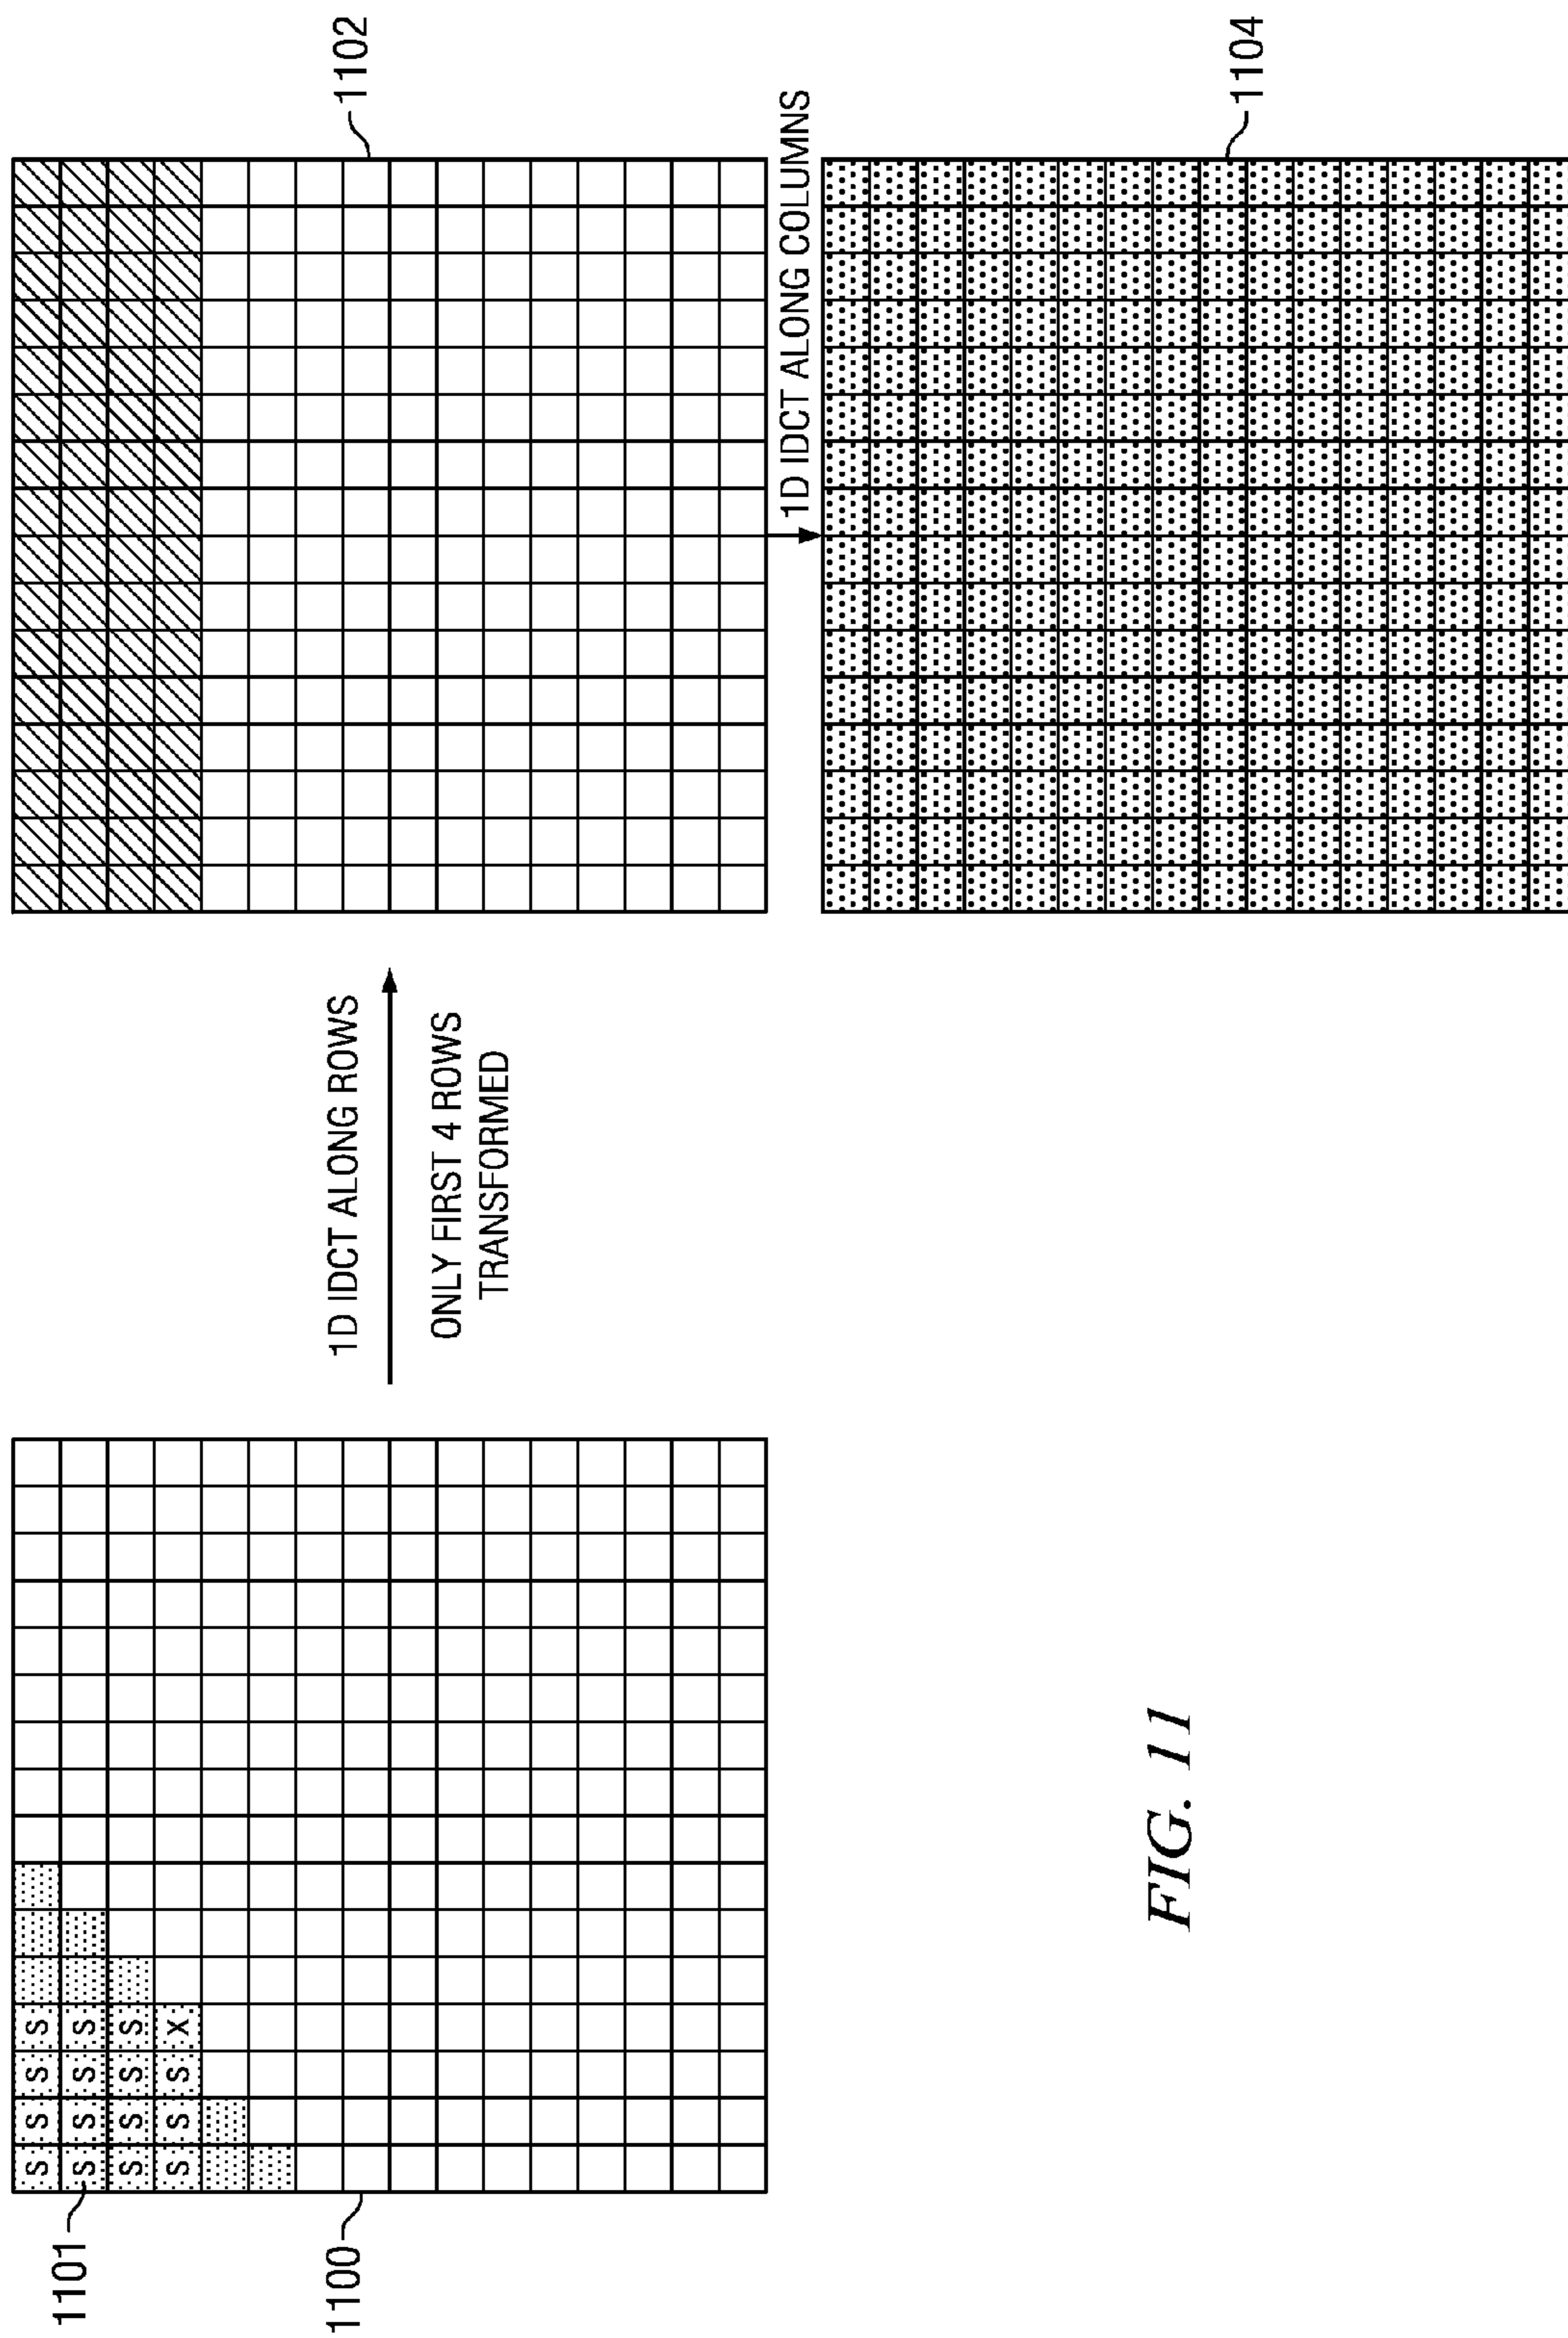 1101
S S S S
S S S S
S S S S
S S S X
1100
1D IDCT ALONG ROWS
ONLY FIRST 4 ROWS
TRANSFORMED
1102
1D IDCT ALONG COLUMNS
1104
FIG. 11